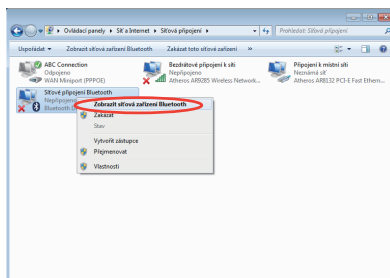 Ovládací panely ▸ Síť a Internet ▸ Síťová připojení ▸
Prohledat: Síťová připojení
Uspořádat ▾ Zobrazit síťová zařízení Bluetooth Zakázat toto síťové zařízení »
ABC Connection
Odpojeno
WAN Miniport (PPPOE)
Bezdrátové připojení k síti
Nepřipojeno
Atheros AR9285 Wireless Network...
Připojení k místní síti
Neznámá síť
Atheros AR8132 PCI-E Fast Ethern...
Síťové připojení Bluetooth
Nepřipojeno
Bluetooth
Zobrazit síťová zařízení Bluetooth
Zakázat
Stav
Vytvořit zástupce
Přejmenovat
Vlastnosti